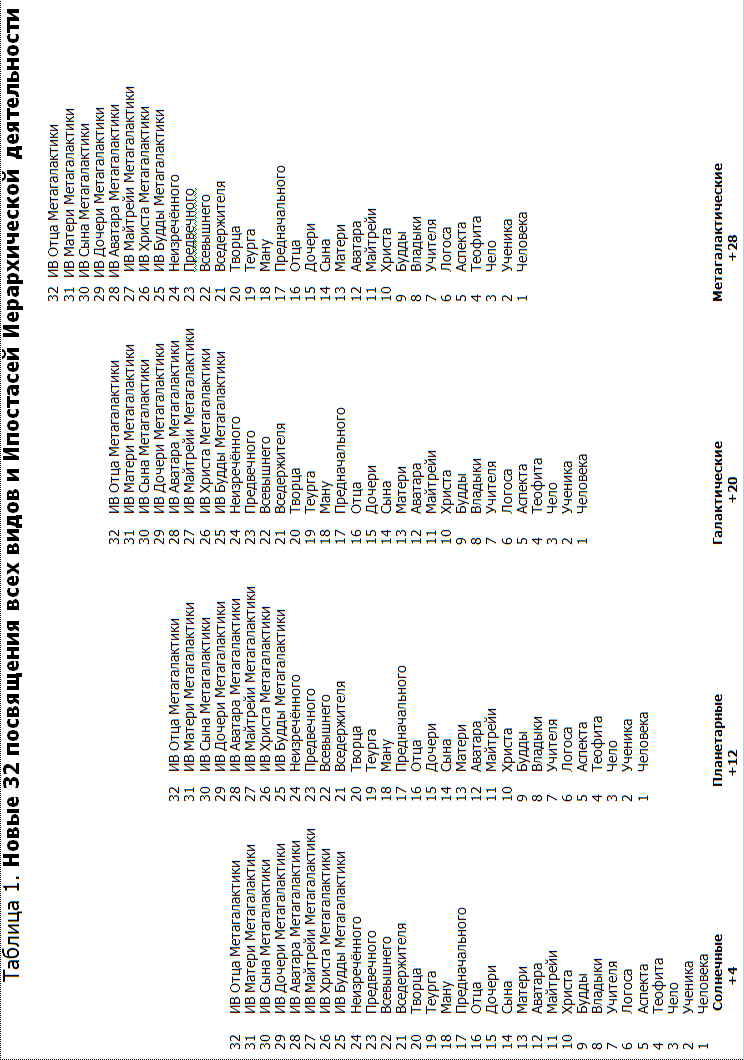 Таблица 1. Новые 32 посвящения всех видов и Ипостасей Иерархической деятельности
32 ИВ Отца Метагалактики
31 ИВ Матери Метагалактики
30 ИВ Сына Метагалактики
29 ИВ Дочери Метагалактики
28 ИВ Аватара Метагалактики
27 ИВ Майтрейи Метагалактики
26 ИВ Христа Метагалактики
25 ИВ Будды Метагалактики
24 Неизречённого
23 Предвечного
22 Всевышнего
21 Вседержителя
20 Творца
19 Теурга
18 Ману
17 Предначального
16 Отца
15 Дочери
14 Сына
13 Матери
12 Аватара
11 Майтрейи
10 Христа
9 Будды
8 Владыки
7 Учителя
6 Логоса
5 Аспекта
4 Теофита
3 Чело
2 Ученика
1 Человека
Солнечные
+4
32 ИВ Отца Метагалактики
31 ИВ Матери Метагалактики
30 ИВ Сына Метагалактики
29 ИВ Дочери Метагалактики
28 ИВ Аватара Метагалактики
27 ИВ Майтрейи Метагалактики
26 ИВ Христа Метагалактики
25 ИВ Будды Метагалактики
24 Неизречённого
23 Предвечного
22 Всевышнего
21 Вседержителя
20 Творца
19 Теурга
18 Ману
17 Предначального
16 Отца
15 Дочери
14 Сына
13 Матери
12 Аватара
11 Майтрейи
10 Христа
9 Будды
8 Владыки
7 Учителя
6 Логоса
5 Аспекта
4 Теофита
3 Чело
2 Ученика
1 Человека
Планетарные
+12
32 ИВ Отца Метагалактики
31 ИВ Матери Метагалактики
30 ИВ Сына Метагалактики
29 ИВ Дочери Метагалактики
28 ИВ Аватара Метагалактики
27 ИВ Майтрейи Метагалактики
26 ИВ Христа Метагалактики
25 ИВ Будды Метагалактики
24 Неизречённого
23 Предвечного
22 Всевышнего
21 Вседержителя
20 Творца
19 Теурга
18 Ману
17 Предначального
16 Отца
15 Дочери
14 Сына
13 Матери
12 Аватара
11 Майтрейи
10 Христа
9 Будды
8 Владыки
7 Учителя
6 Логоса
5 Аспекта
4 Теофита
3 Чело
2 Ученика
1 Человека
Галактические
+20
32 ИВ Отца Метагалактики
31 ИВ Матери Метагалактики
30 ИВ Сына Метагалактики
29 ИВ Дочери Метагалактики
28 ИВ Аватара Метагалактики
27 ИВ Майтрейи Метагалактики
26 ИВ Христа Метагалактики
25 ИВ Будды Метагалактики
24 Неизречённого
23 Предвечного
22 Всевышнего
21 Вседержителя
20 Творца
19 Теурга
18 Ману
17 Предначального
16 Отца
15 Дочери
14 Сына
13 Матери
12 Аватара
11 Майтрейи
10 Христа
9 Будды
8 Владыки
7 Учителя
6 Логоса
5 Аспекта
4 Теофита
3 Чело
2 Ученика
1 Человека
Метагалактические
+28